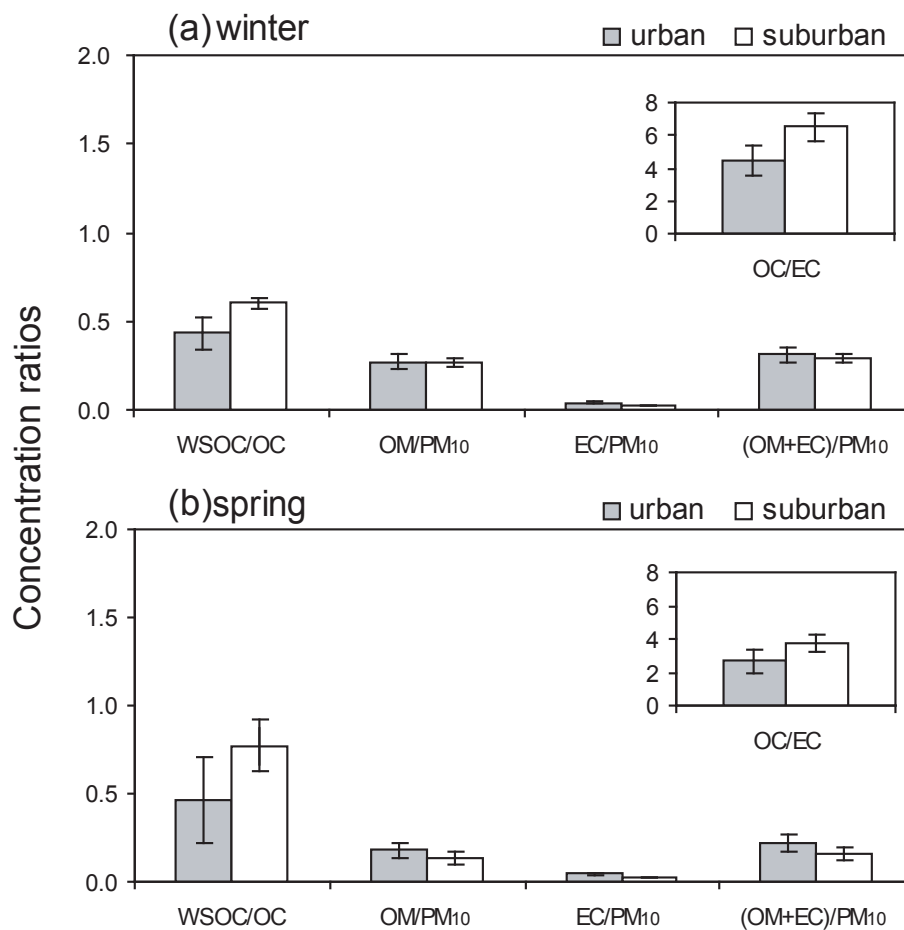 (a) winter
urban suburban
2.0
1.5
1.0
0.5
0.0
8
6
4
2
0
OC/EC
WSOC/OC OM/PM10 EC/PM10 (OM+EC)/PM10
Concentration ratios
(b) spring
urban suburban
2.0
1.5
1.0
0.5
0.0
8
6
4
2
0
OC/EC
WSOC/OC OM/PM10 EC/PM10 (OM+EC)/PM10